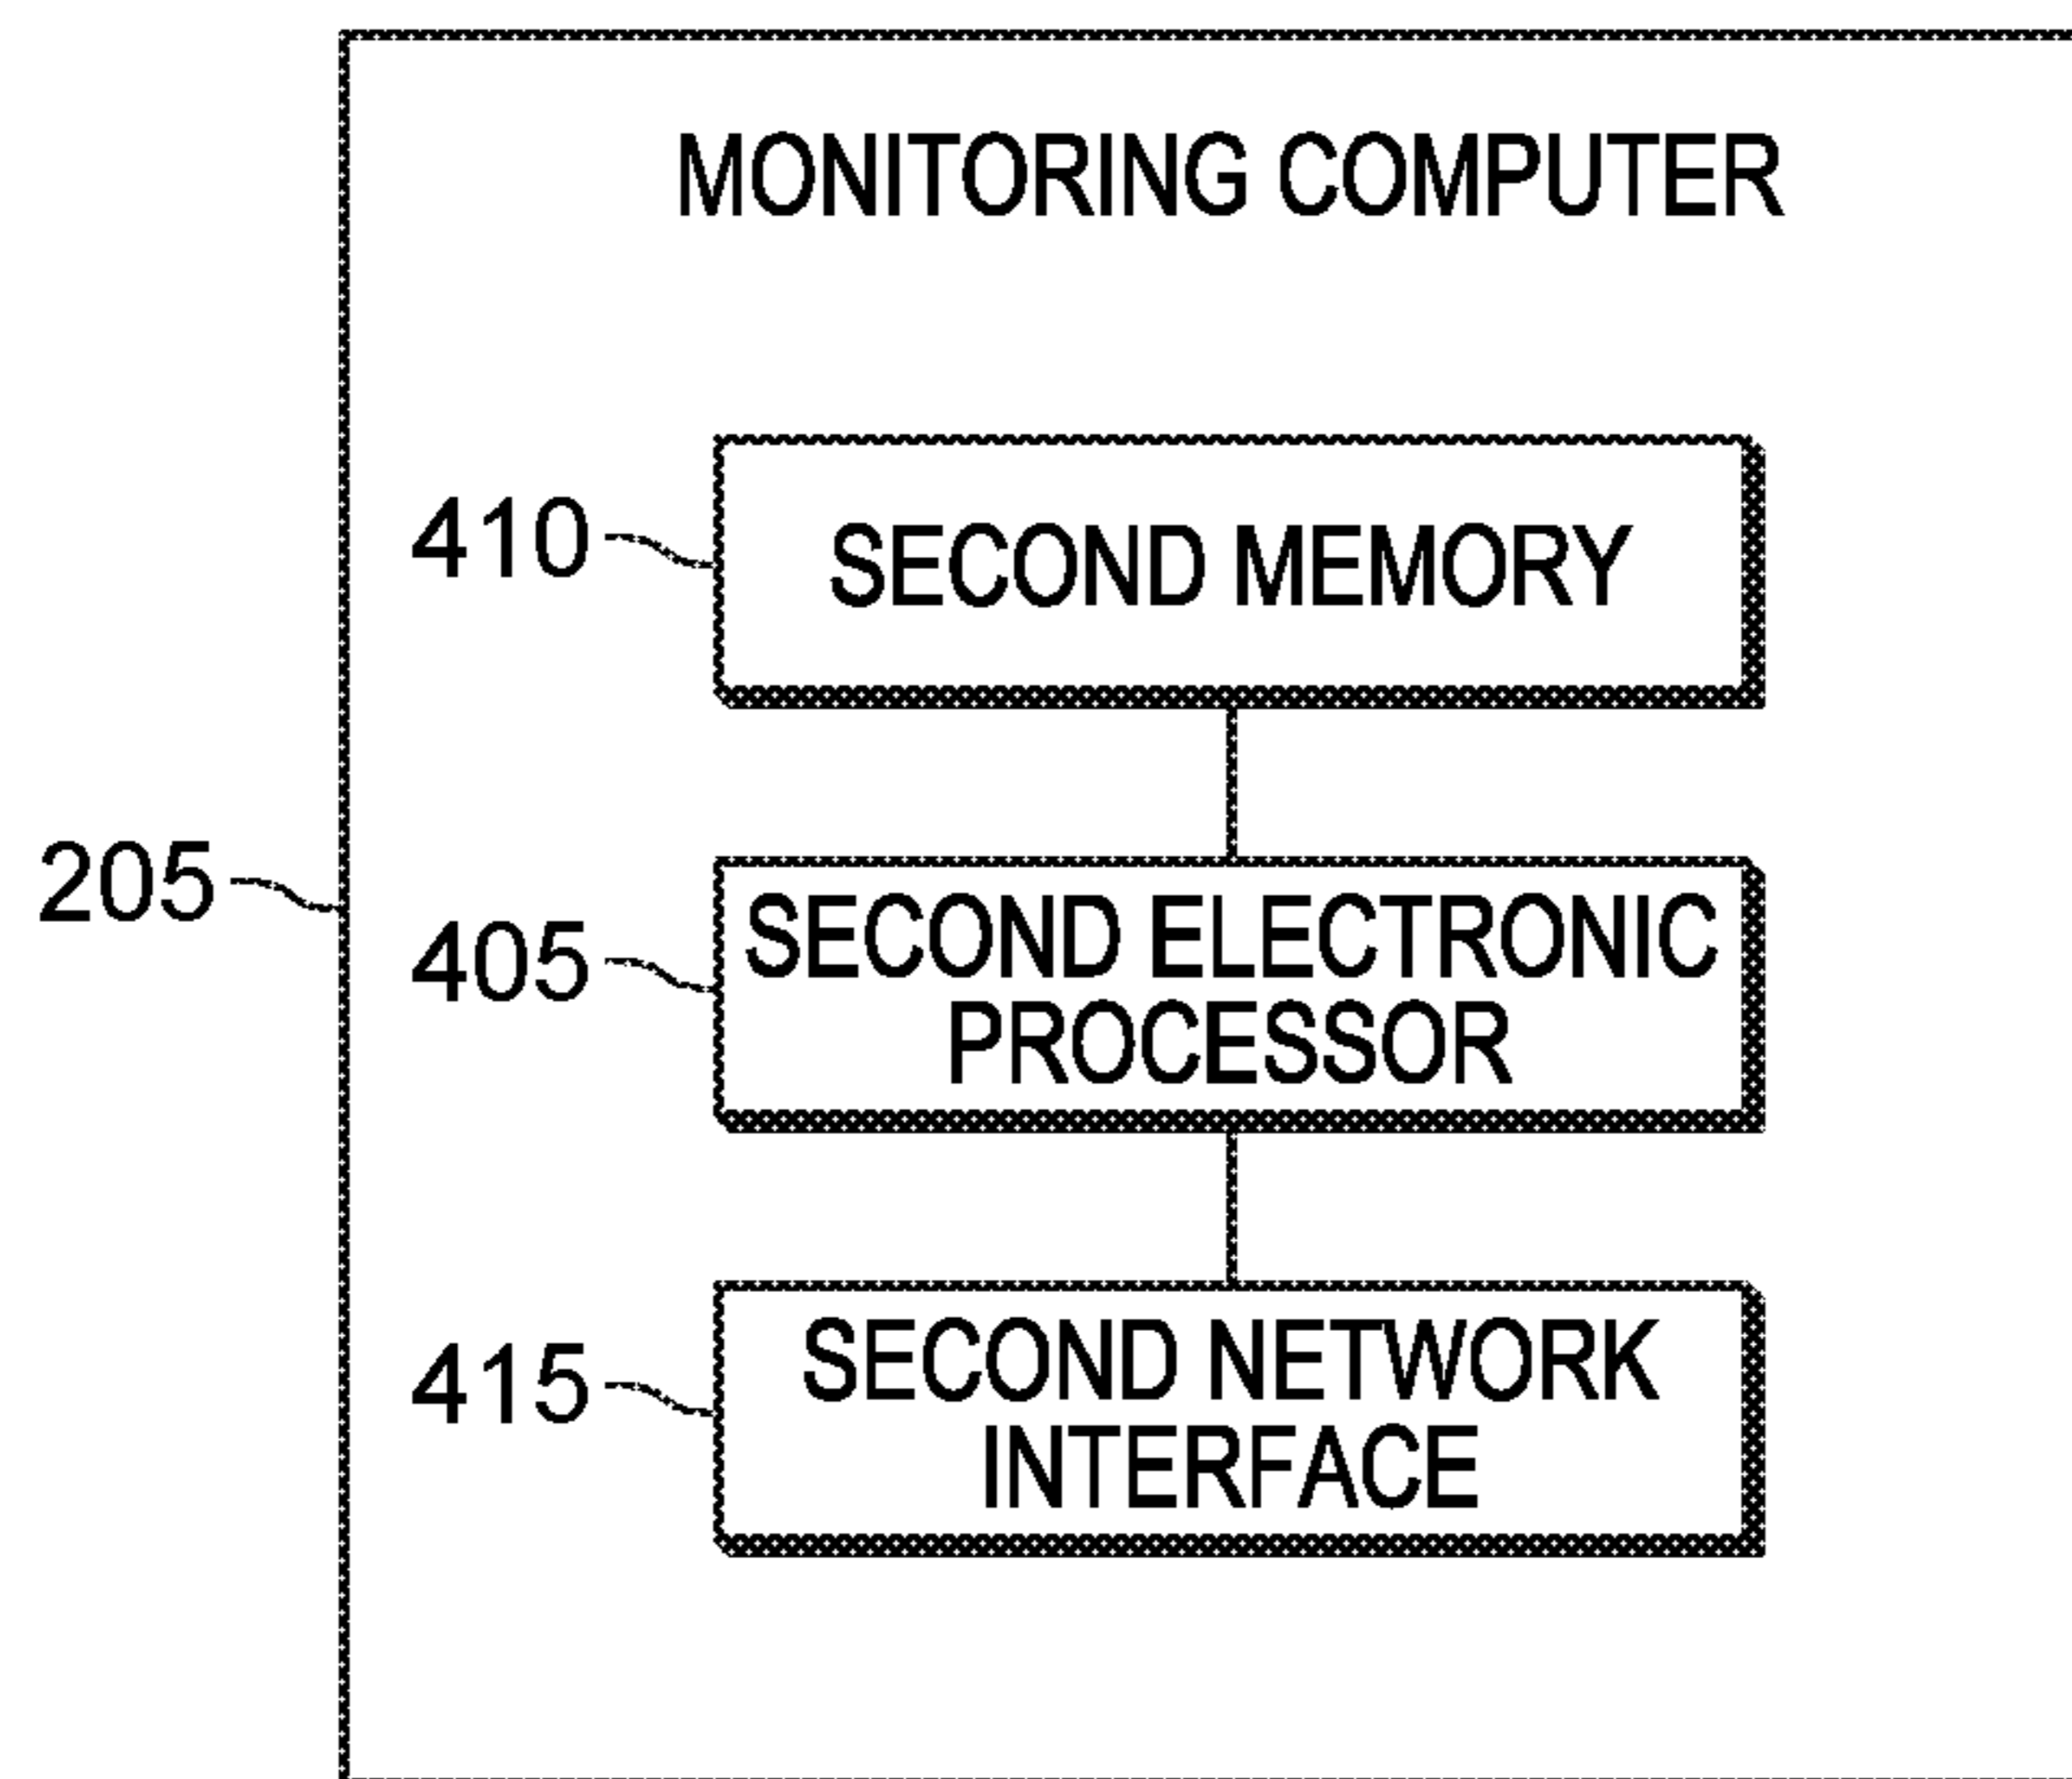 MONITORING COMPUTER
410
SECOND MEMORY
205
405
SECOND ELECTRONIC
PROCESSOR
415
SECOND NETWORK
INTERFACE